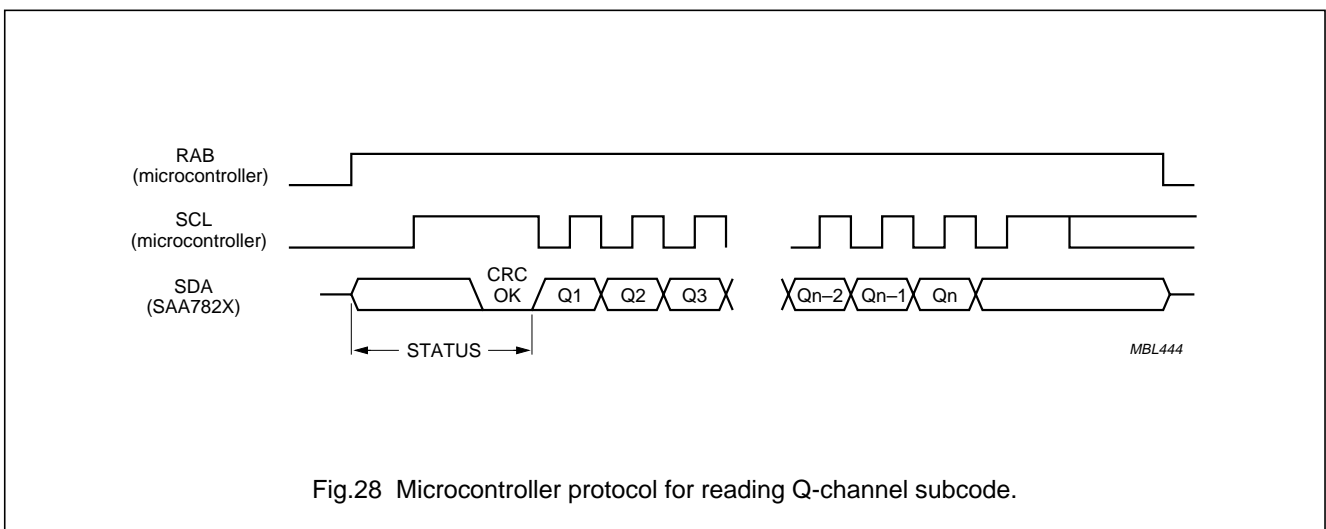 RAB
(microcontroller)
SCL
(microcontroller)
SDA
(SAA782X)
CRC
OK
Q1
Q2
Q3
Qn–2
Qn–1
Qn
STATUS
MBL444
Fig.28 Microcontroller protocol for reading Q-channel subcode.